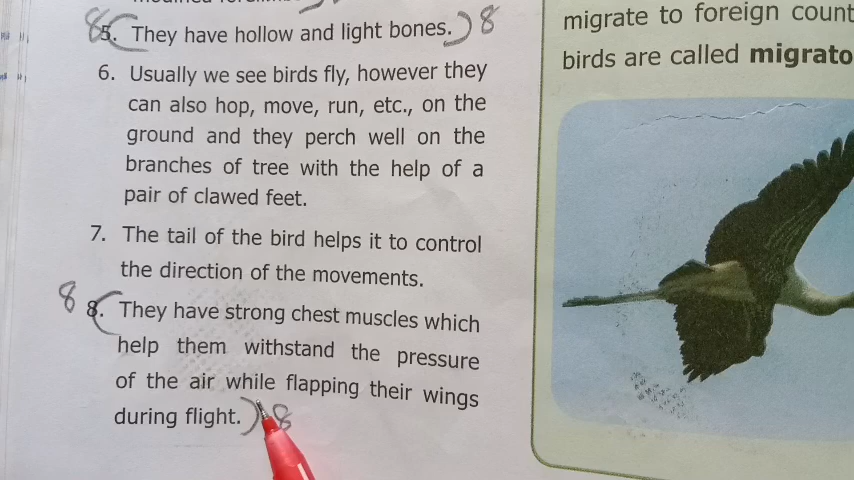 8 5. They have hollow and light bones. 8
6. Usually we see birds fly, however they
can also hop, move, run, etc., on the
ground and they perch well on the
branches of tree with the help of a
pair of clawed feet.
7. The tail of the bird helps it to control
the direction of the movements.
8 8. They have strong chest muscles which
help them withstand the pressure
of the air while flapping their wings
during flight. 8
migrate to foreign count
birds are called migrato